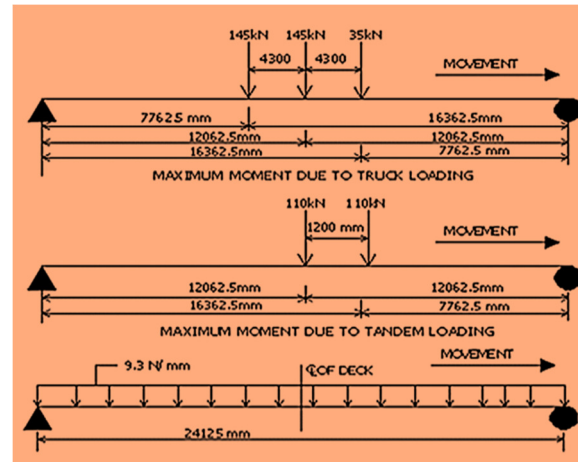 145kN 145kN 35kN
4300 4300
MOVEMENT
7762.5 mm 16362.5mm
12062.5mm 12062.5mm
16362.5mm 7762.5 mm
MAXIMUM MOMENT DUE TO TRUCK LOADING
110kN 110kN
1200 mm
MOVEMENT
12062.5mm 12062.5mm
16362.5mm 7762.5 mm
MAXIMUM MOMENT DUE TO TANDEM LOADING
MOVEMENT
9.3 N/mm ℄OF DECK
24125 mm